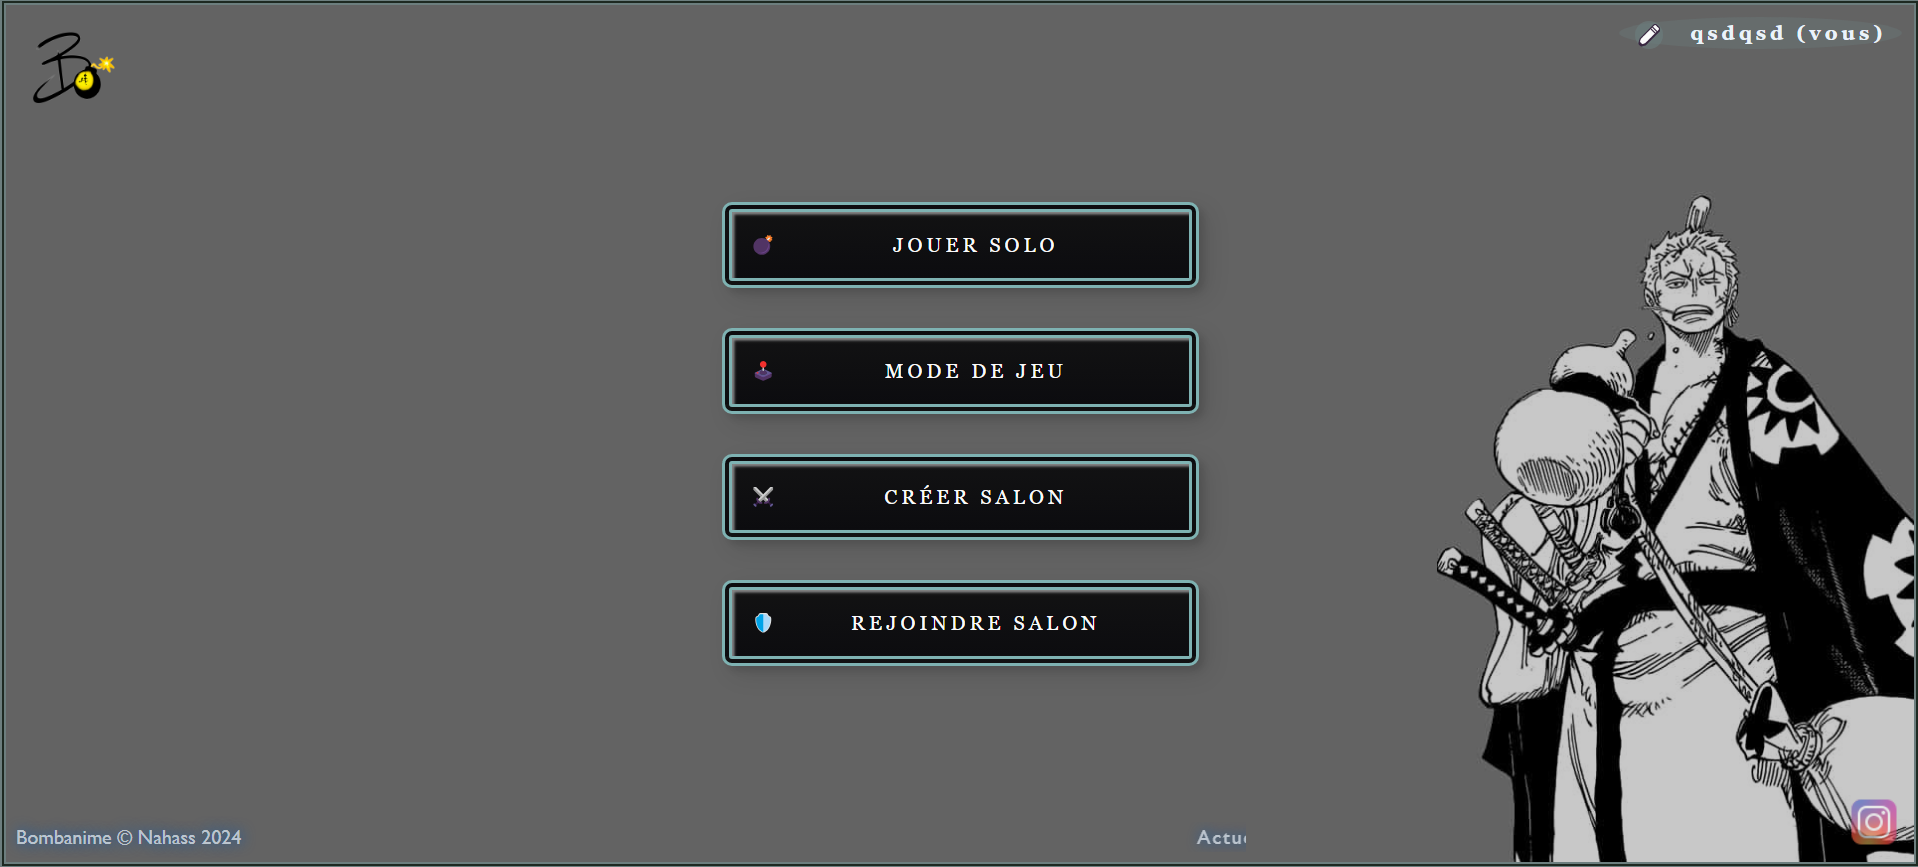 qsdqsd (vous)
JOUER SOLO
MODE DE JEU
CRÉER SALON
REJOINDRE SALON
Bombanime © Nahass 2024